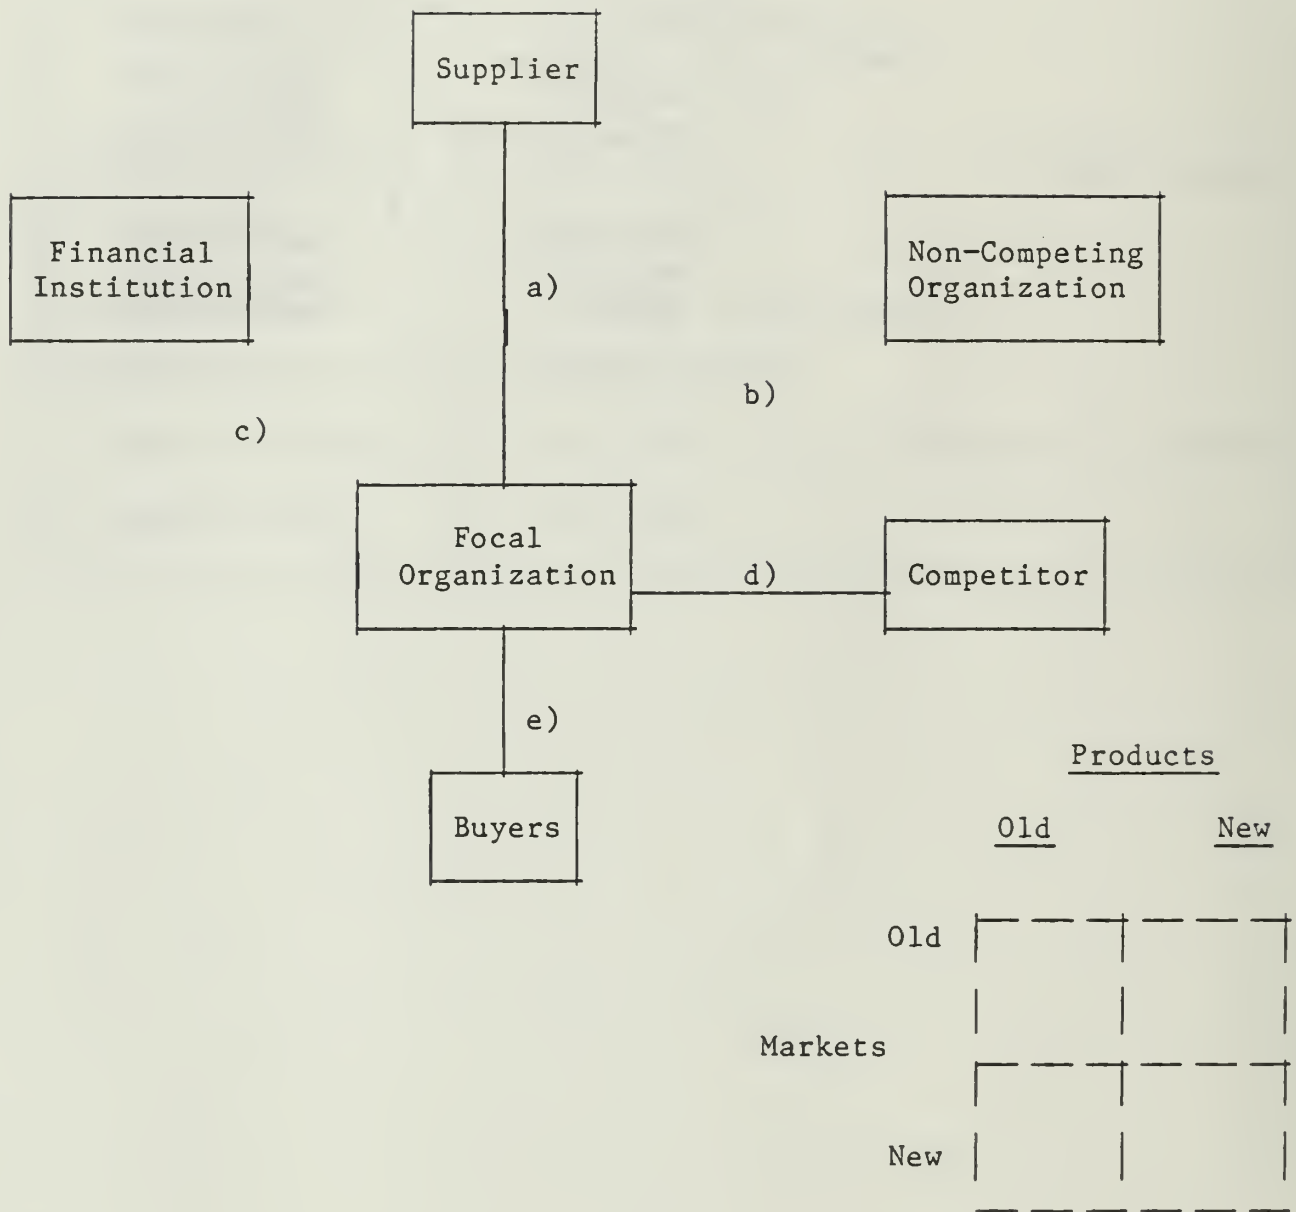 Supplier
Financial
Institution
a)
Non-Competing
Organization
b)
c)
Focal
Organization
d)
Competitor
e)
Buyers
Products
Old
New
Old
Markets
New